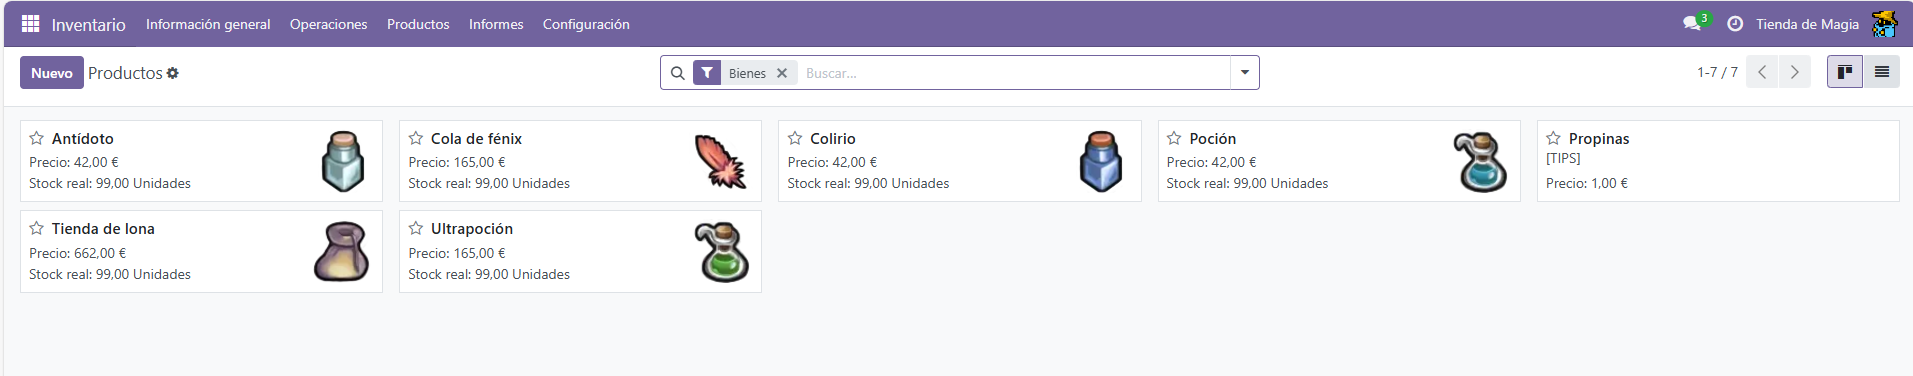 Inventario Información general Operaciones Productos Informes Configuración 3 Tienda de Magia
Nuevo Productos Bienes Buscar... 1-7 / 7
Antídoto
Precio: 42,00 €
Stock real: 99,00 Unidades
Cola de fénix
Precio: 165,00 €
Stock real: 99,00 Unidades
Colirio
Precio: 42,00 €
Stock real: 99,00 Unidades
Poción
Precio: 42,00 €
Stock real: 99,00 Unidades
Propinas
[TIPS]
Precio: 1,00 €
Tienda de lona
Precio: 662,00 €
Stock real: 99,00 Unidades
Ultrapoción
Precio: 165,00 €
Stock real: 99,00 Unidades